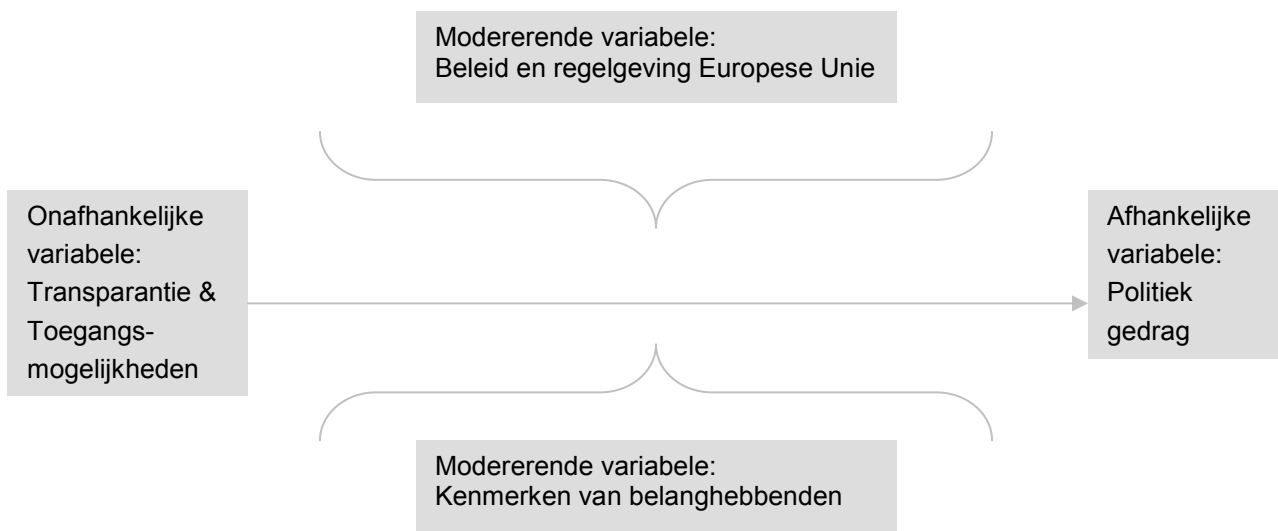 Modererende variabele:
Beleid en regelgeving Europese Unie
Onafhankelijke
variabele:
Transparantie &
Toegangs-
mogelijkheden
Afhankelijke
variabele:
Politiek
gedrag
Modererende variabele:
Kenmerken van belanghebbenden